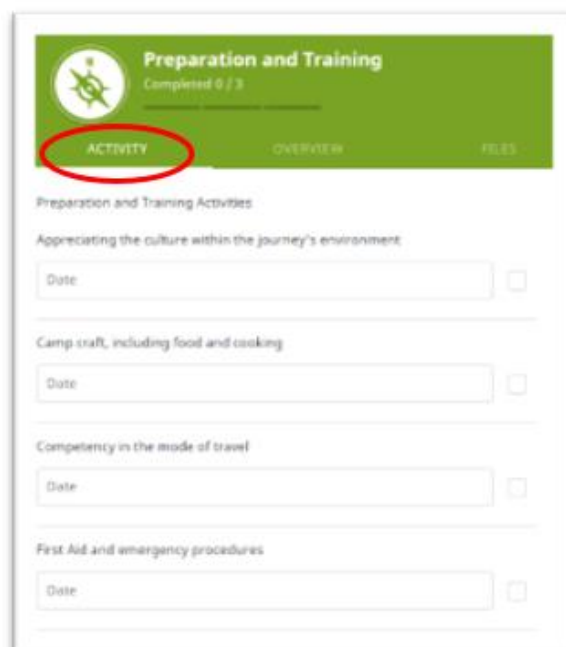 Preparation and Training
Completed 0 / 3
ACTIVITY OVERVIEW FILES
Preparation and Training Activities
Appreciating the culture within the journey's environment
Date
Camp craft, including food and cooking
Date
Competency in the mode of travel
Date
First Aid and emergency procedures
Date